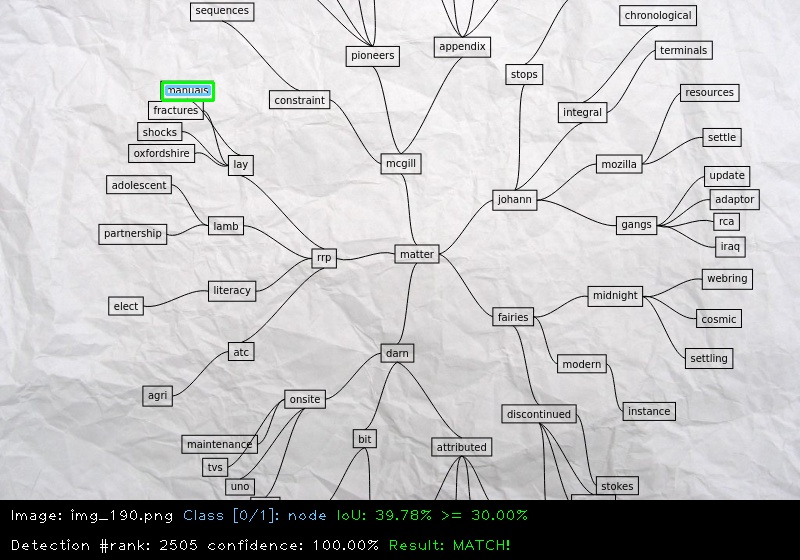 sequences
chronological
pioneers
appendix
terminals
stops
manuals
resources
constraint
fractures
integral
shocks
settle
oxfordshire
lay
mcgill
mozilla
update
adolescent
adaptor
johann
rca
partnership
lamb
gangs
iraq
matter
rrp
webring
literacy
midnight
elect
fairies
cosmic
atc
darn
settling
modern
agri
onsite
discontinued
instance
maintenance
bit
attributed
tvs
uno
stokes
Image: img_190.png Class [0/1]: node IoU: 39.78% >= 30.00%
Detection #rank: 2505 confidence: 100.00% Result: MATCH!